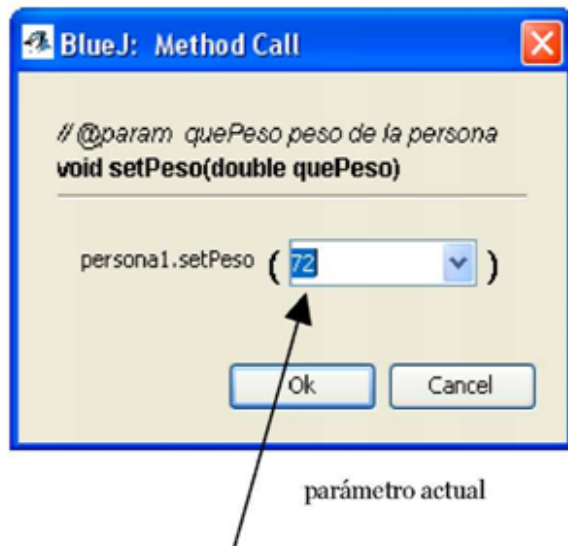 BlueJ: Method Call
// @param quePeso peso de la persona
void setPeso(double quePeso)
persona1.setPeso ( 72 )
Ok Cancel
parámetro actual